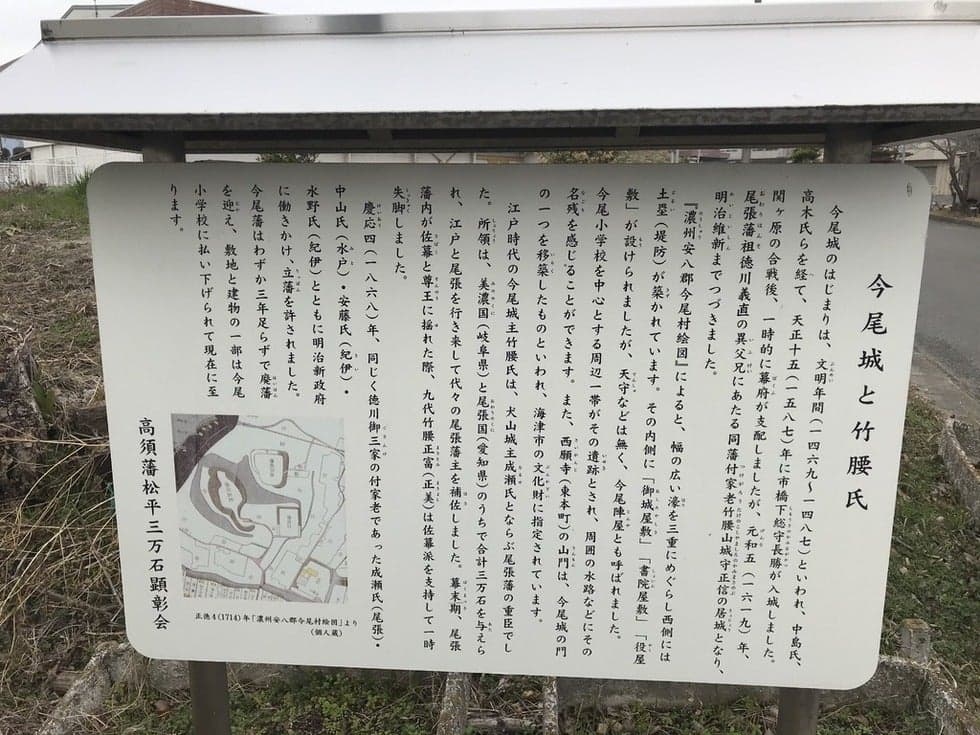 今尾城と竹腰氏
今尾城のはじまりは、文明年間(一四六九～一四八七)といわれ、中島氏、
高木氏らを経て、天正十五(一五八七)年に市橋下総守長勝が入城しました。
関ヶ原の合戦後、一時的に幕府が支配しましたが、元和五(一六一九)年、
尾張藩祖徳川義直の異父兄にあたる同藩付家老竹腰山城守正信の居城となり、
明治維新までつづきました。
『濃州安八郡今尾村絵図』によると、幅の広い濠を三重にめぐらし西側には
土塁(堤防)が築かれています。その内側に「御城屋敷」「書院屋敷」「役屋
敷」が設けられましたが、天守などは無く、今尾陣屋とも呼ばれました。
今尾小学校を中心とする周辺一帯がその遺跡とされ、周囲の水路などにその
名残を感じることができます。また、西願寺(東本町)の山門は、今尾城の門
の一つを移築したものといわれ、海津市の文化財に指定されています。
江戸時代の今尾城主竹腰氏は、犬山城主成瀬氏とならぶ尾張藩の重臣でし
た。所領は、美濃国(岐阜県)と尾張国(愛知県)のうちで合計三万石を与えら
れ、江戸と尾張を行き来して代々の尾張藩主を補佐しました。幕末期、尾張
藩内が佐幕と尊王に揺れた際、九代竹腰正富(正美)は佐幕派を支持して一時
失脚しました。
慶応四(一八六八)年、同じく徳川御三家の付家老であった成瀬氏(尾張)・
中山氏(水戸)・安藤氏(紀伊)・
水野氏(紀伊)とともに明治新政府
に働きかけ、立藩を許されました。
今尾藩はわずか三年足らずで廃藩
を迎え、敷地と建物の一部は今尾
小学校に払い下げられて現在に至
ります。
正徳4(1714)年「濃州安八郡今尾村絵図」より
(個人蔵)
高須藩松平三万石顕彰会